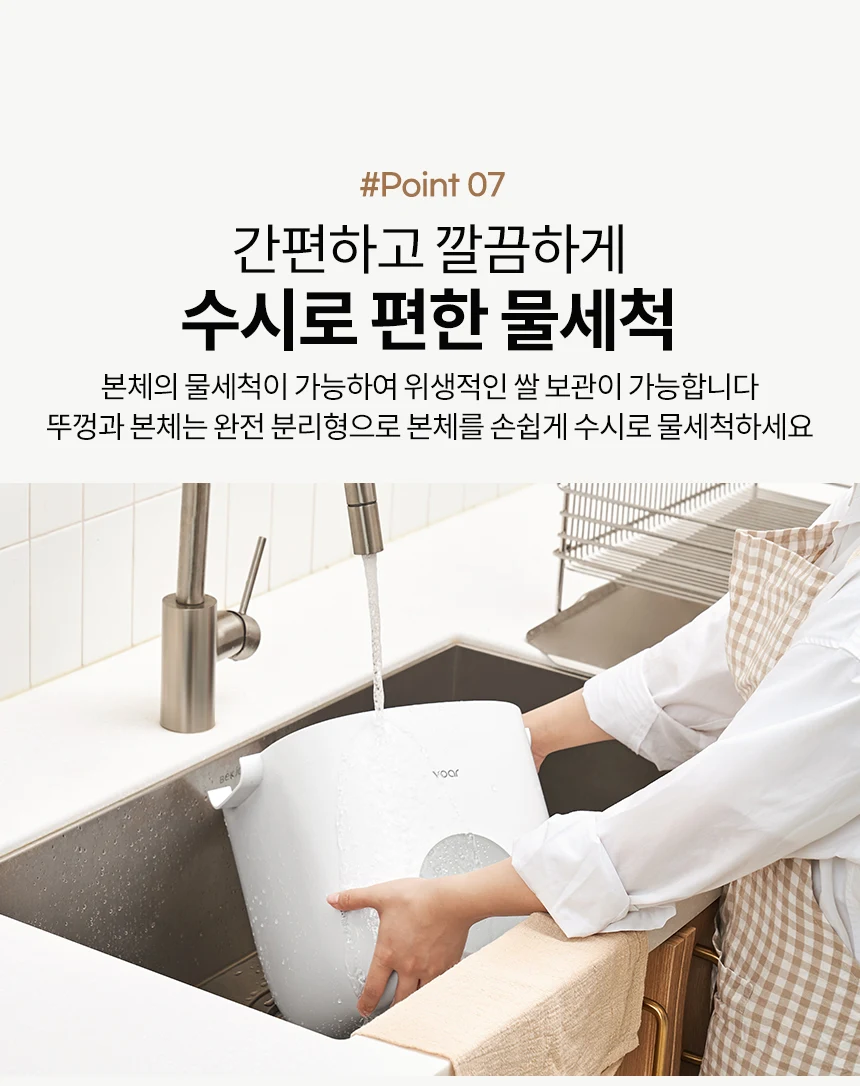 #Point 07
간편하고 깔끔하게
수시로 편한 물세척
본체의 물세척이 가능하여 위생적인 쌀 보관이 가능합니다
뚜껑과 본체는 완전 분리형으로 본체를 손쉽게 수시로 물세척하세요
voar